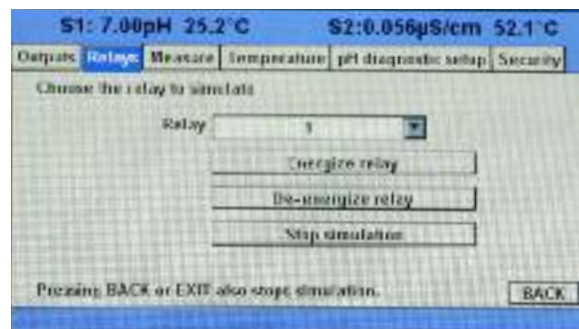 S1: 7.00pH 25.2°C S2:0.056µS/cm 52.1°C
Outputs Relays Measure Temperature pH diagnostic setup Security
Choose the relay to simulate
Relay 1
Energize relay
De-energize relay
Stop simulation
Pressing BACK or EXIT also stops simulation. BACK